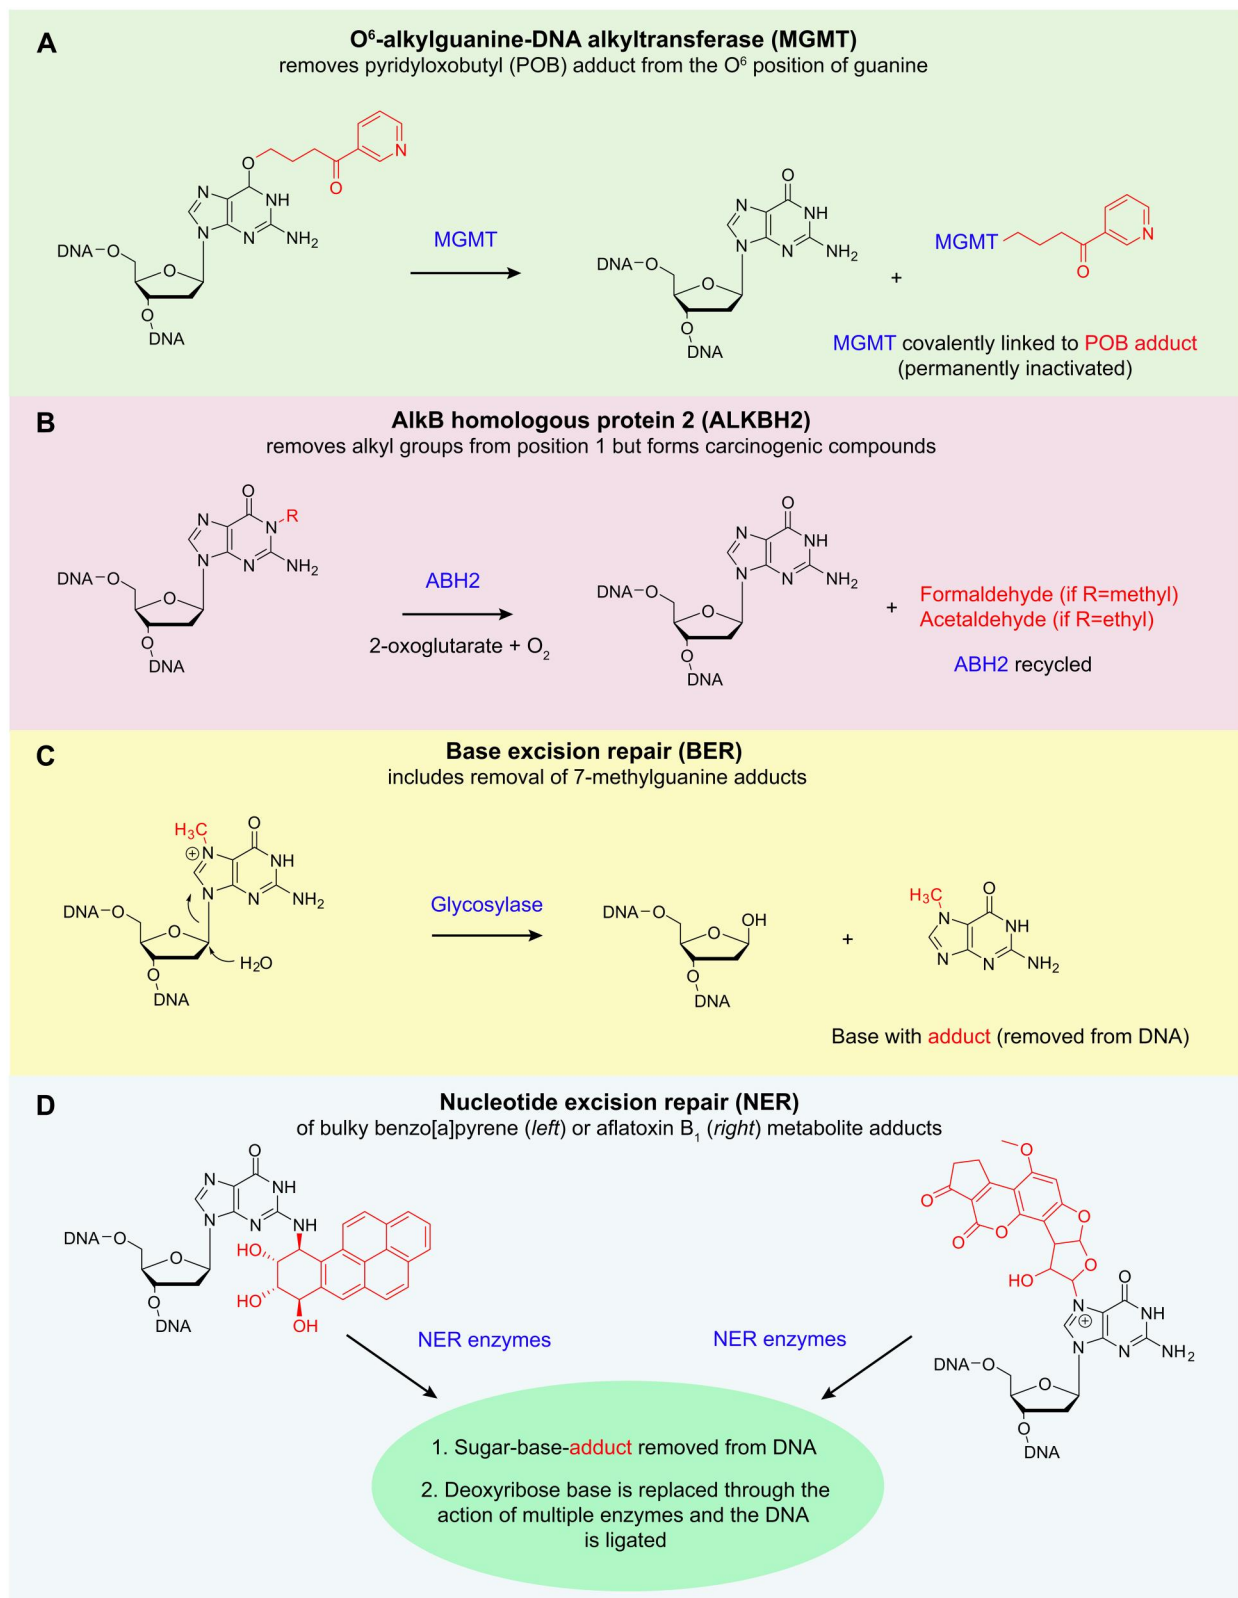 A
O⁶-alkylguanine-DNA alkyltransferase (MGMT)
removes pyridyloxobutyl (POB) adduct from the O⁶ position of guanine
O
N
O
N
NH
N
N
NH₂
DNA
O
O
O
DNA
MGMT
O
N
NH
N
N
NH₂
DNA
O
O
O
DNA
+
MGMT
N
O
MGMT covalently linked to POB adduct
(permanently inactivated)
B
AlkB homologous protein 2 (ALKBH2)
removes alkyl groups from position 1 but forms carcinogenic compounds
O
N
N
R
N
N
NH₂
DNA
O
O
O
DNA
ABH2
2-oxoglutarate + O₂
O
N
NH
N
N
NH₂
DNA
O
O
O
DNA
+
Formaldehyde (if R=methyl)
Acetaldehyde (if R=ethyl)
ABH2 recycled
C
Base excision repair (BER)
includes removal of 7-methylguanine adducts
H₃C
O
⊕
N
NH
N
N
NH₂
DNA
O
O
O
DNA
H₂O
Glycosylase
DNA
O
O
OH
O
DNA
+
H₃C
O
N
NH
N
N
NH₂
Base with adduct (removed from DNA)
D
Nucleotide excision repair (NER)
of bulky benzo[a]pyrene (left) or aflatoxin B₁ (right) metabolite adducts
O
N
NH
N
N
NH
DNA
O
O
O
DNA
HO
HO
OH
O
O
O
O
O
O
HO
O
N
⊕
NH
N
N
NH₂
DNA
O
O
O
DNA
NER enzymes
NER enzymes
1. Sugar-base-adduct removed from DNA
2. Deoxyribose base is replaced through the
action of multiple enzymes and the DNA
is ligated